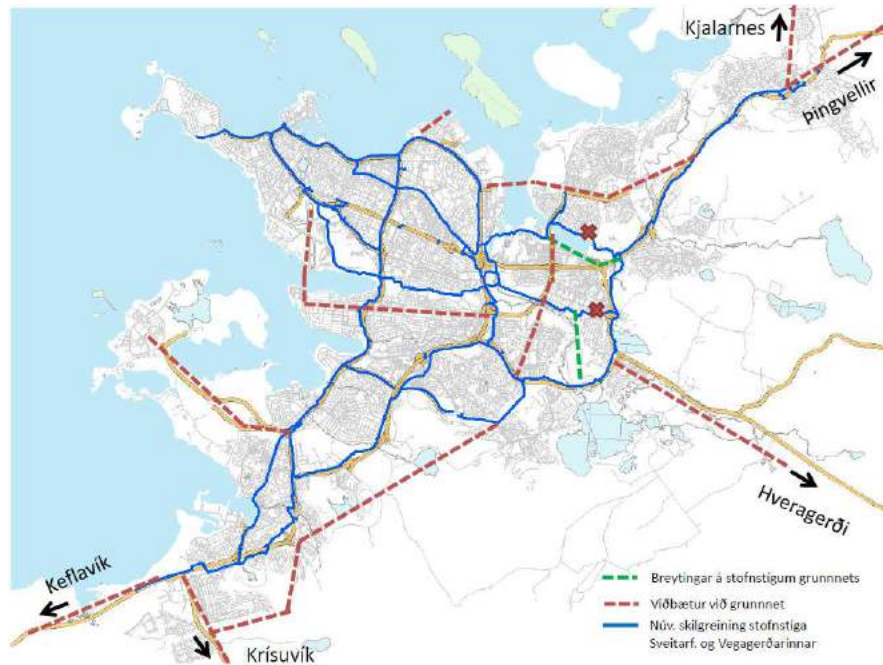 Kjalarnes
Þingvellir
Hveragerði
Keflavík
Krísuvík
Breytingar á stofnstígum grunnnets
Viðbætur við grunnnet
Núv. skilgreining stofnstíga
Sveitarf. og Vegagerðarinnar